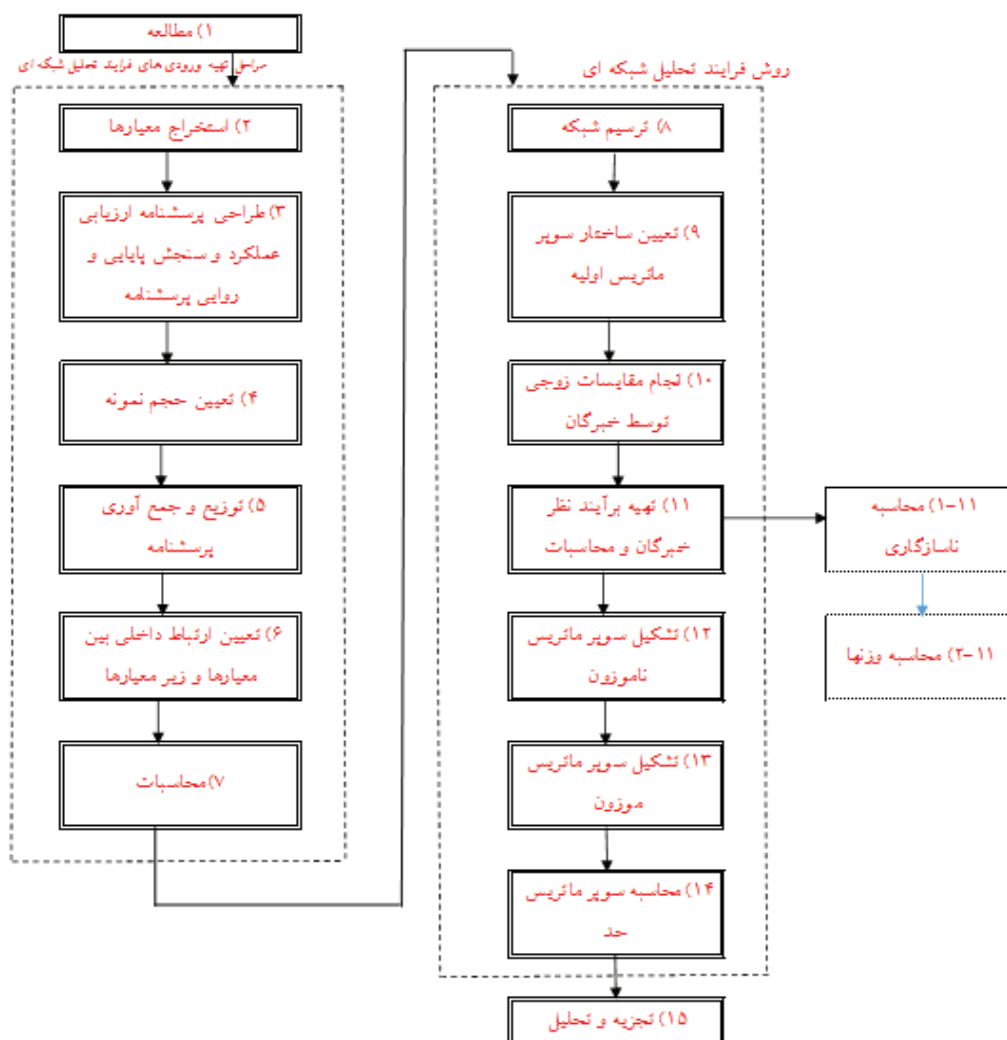 ۱) مطالعه
مراحل تهیه ورودی های فرایند تحلیل شبکه ای
۲) استخراج معیارها
۳) طراحی پرسشنامه ارزیابی
عملکرد و سنجش پایایی و
روایی پرسشنامه
۴) تعیین حجم نمونه
۵) توزیع و جمع آوری
پرسشنامه
۶) تعیین ارتباط داخلی بین
معیارها و زیر معیارها
۷) محاسبات
روش فرایند تحلیل شبکه ای
۸) ترسیم شبکه
۹) تعیین ساختار سوپر
ماتریس اولیه
۱۰) انجام مقایسات زوجی
توسط خبرگان
۱۱) تهیه برآیند نظر
خبرگان و محاسبات
۱-۱۱) محاسبه
ناسازگاری
۲-۱۱) محاسبه وزنها
۱۲) تشکیل سوپر ماتریس
ناموزون
۱۳) تشکیل سوپر ماتریس
موزون
۱۴) محاسبه سوپر ماتریس
حد
۱۵) تجزیه و تحلیل